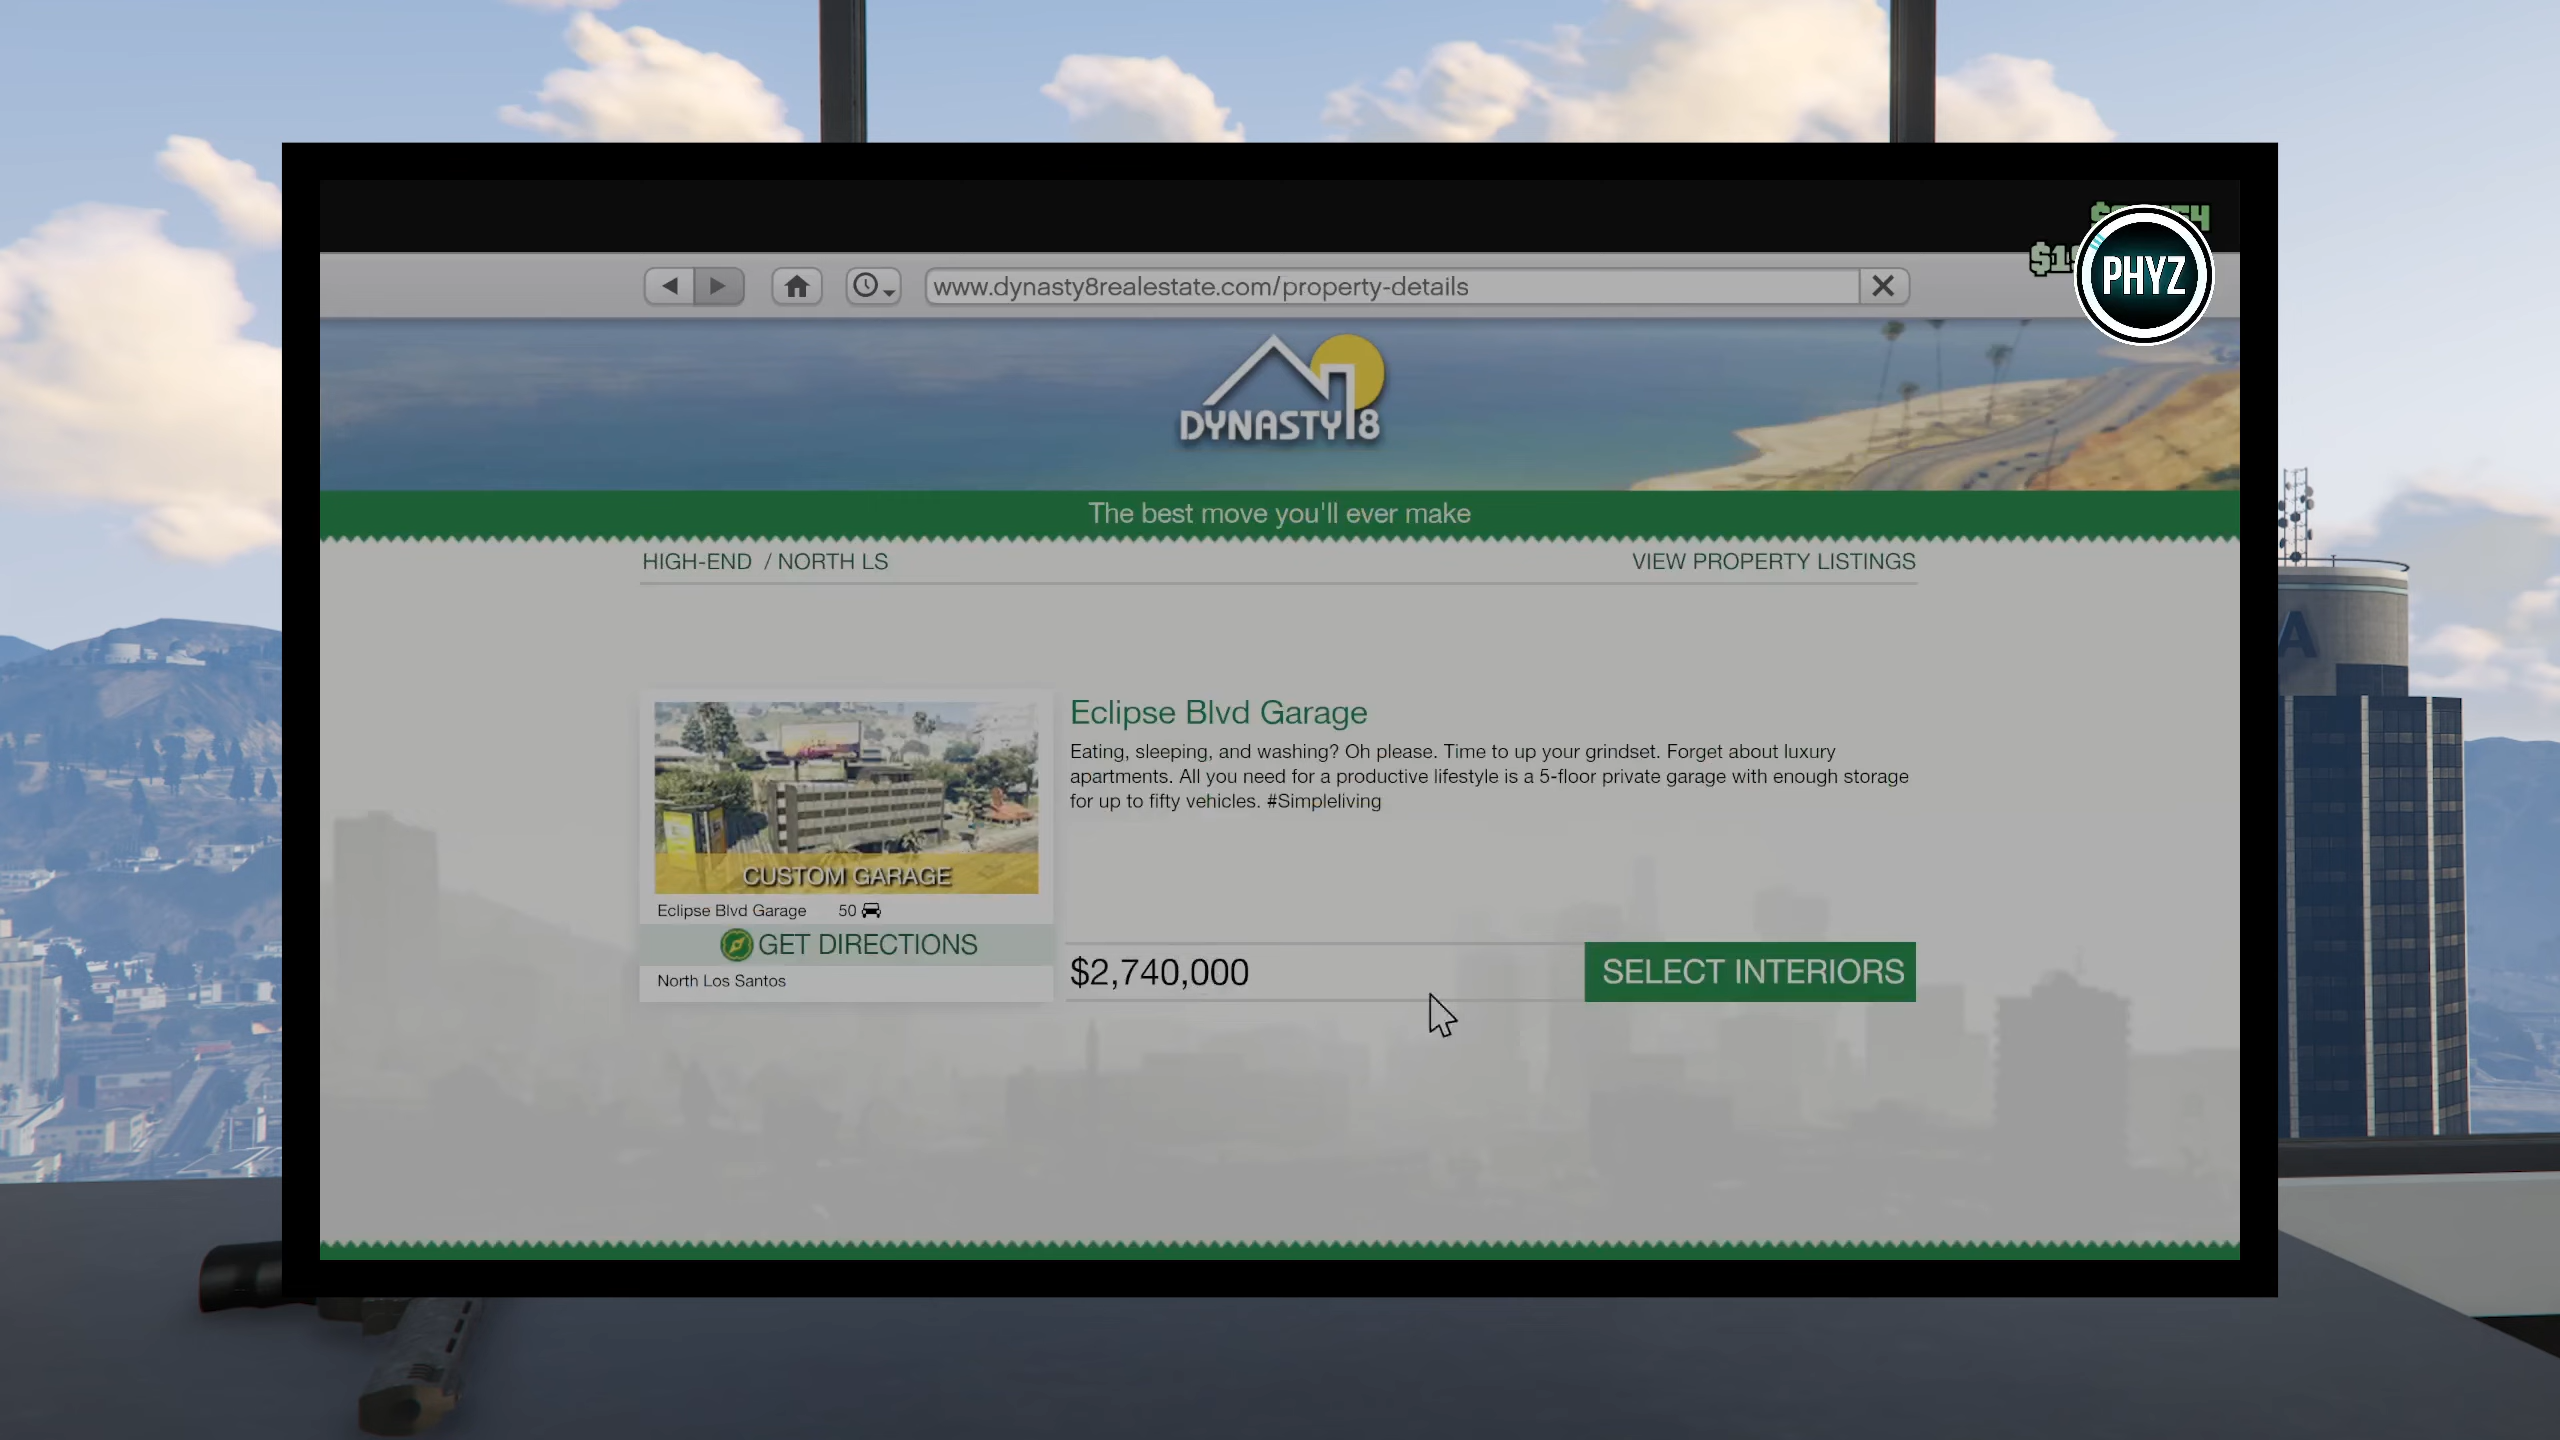 www.dynasty8realestate.com/property-details
PHYZ
DYNASTY 8
The best move you'll ever make
HIGH-END / NORTH LS
VIEW PROPERTY LISTINGS
Eclipse Blvd Garage
Eating, sleeping, and washing? Oh please. Time to up your grindset. Forget about luxury
apartments. All you need for a productive lifestyle is a 5-floor private garage with enough storage
for up to fifty vehicles. #Simpleliving
CUSTOM GARAGE
Eclipse Blvd Garage 50
GET DIRECTIONS
North Los Santos
$2,740,000
SELECT INTERIORS
A